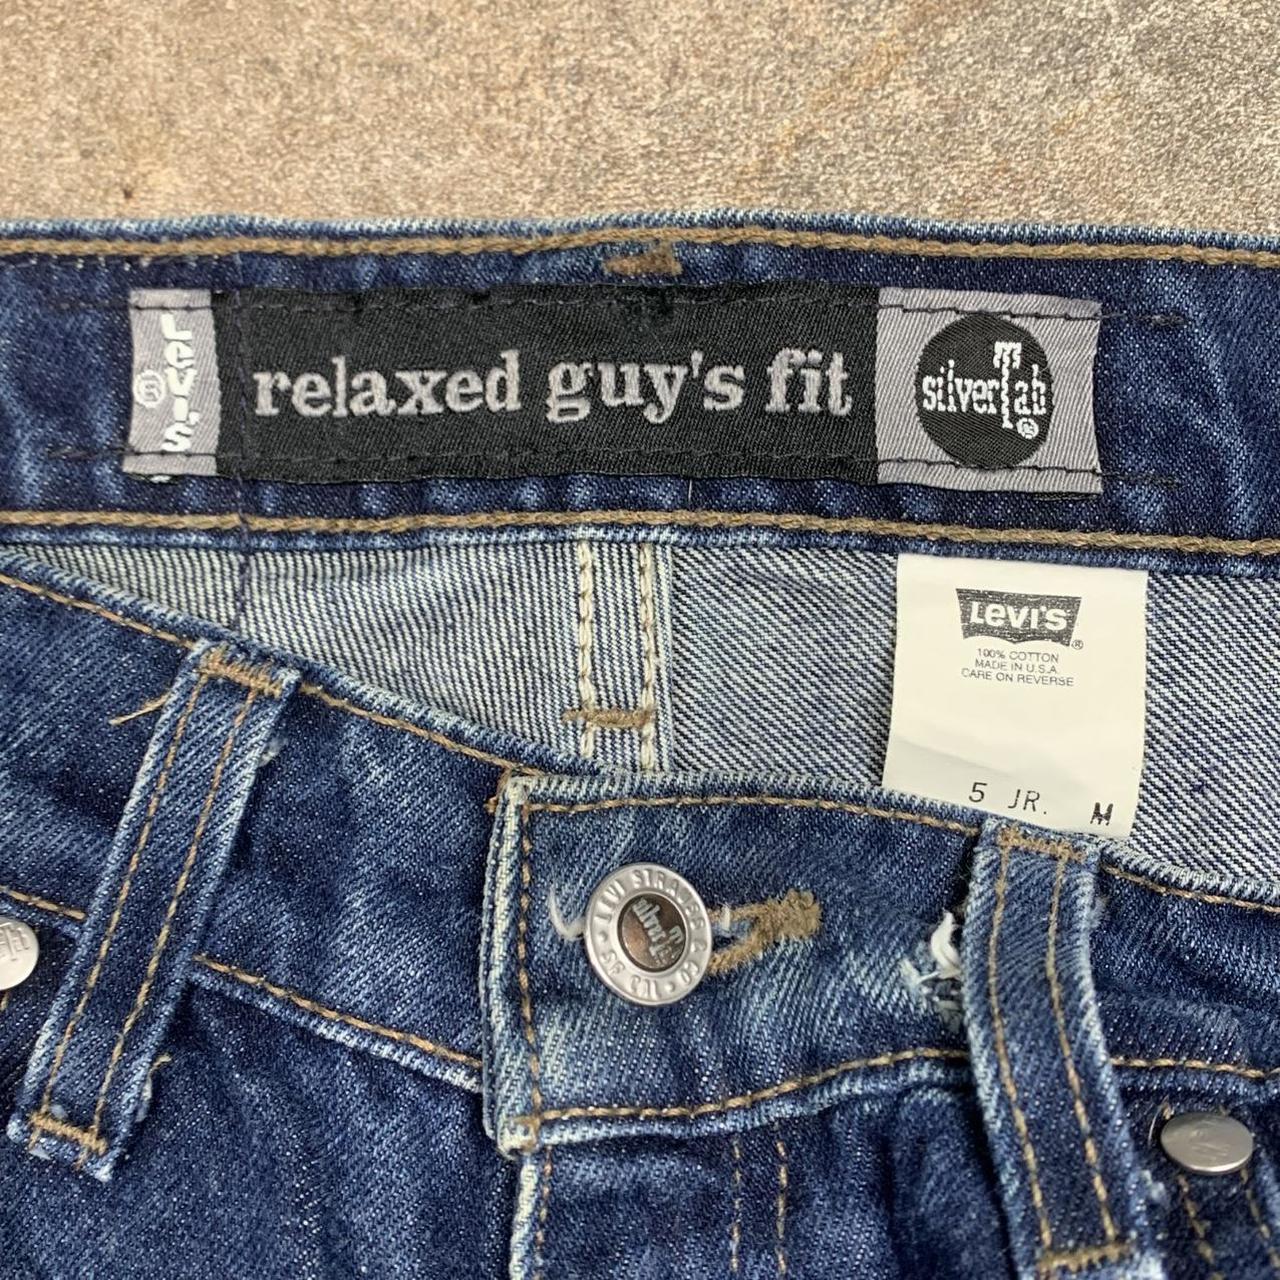 Levi's ®
relaxed guy's fit
silverTab ®
LEVI'S ®
100% COTTON
MADE IN U.S.A.
CARE ON REVERSE
5 JR. M
LEVI STRAUSS & CO